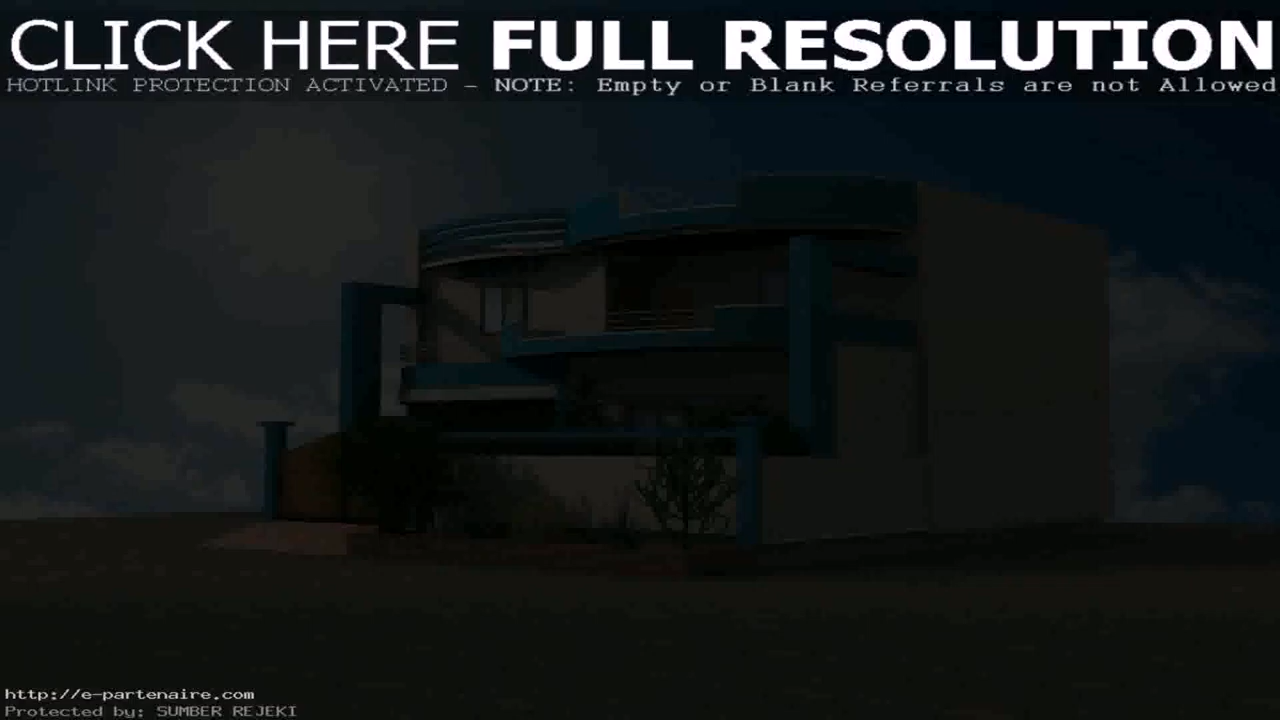 CLICK HERE FULL RESOLUTION
HOTLINK PROTECTION ACTIVATED - NOTE: Empty or Blank Referrals are not Allowed
http://e-partenaire.com
Protected by: SUMBER REJEKI